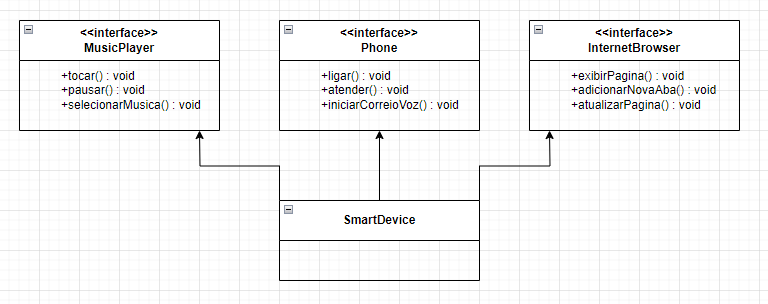 <<interface>>
MusicPlayer
+tocar() : void
+pausar() : void
+selecionarMusica() : void
<<interface>>
Phone
+ligar() : void
+atender() : void
+iniciarCorreioVoz() : void
<<interface>>
InternetBrowser
+exibirPagina() : void
+adicionarNovaAba() : void
+atualizarPagina() : void
SmartDevice